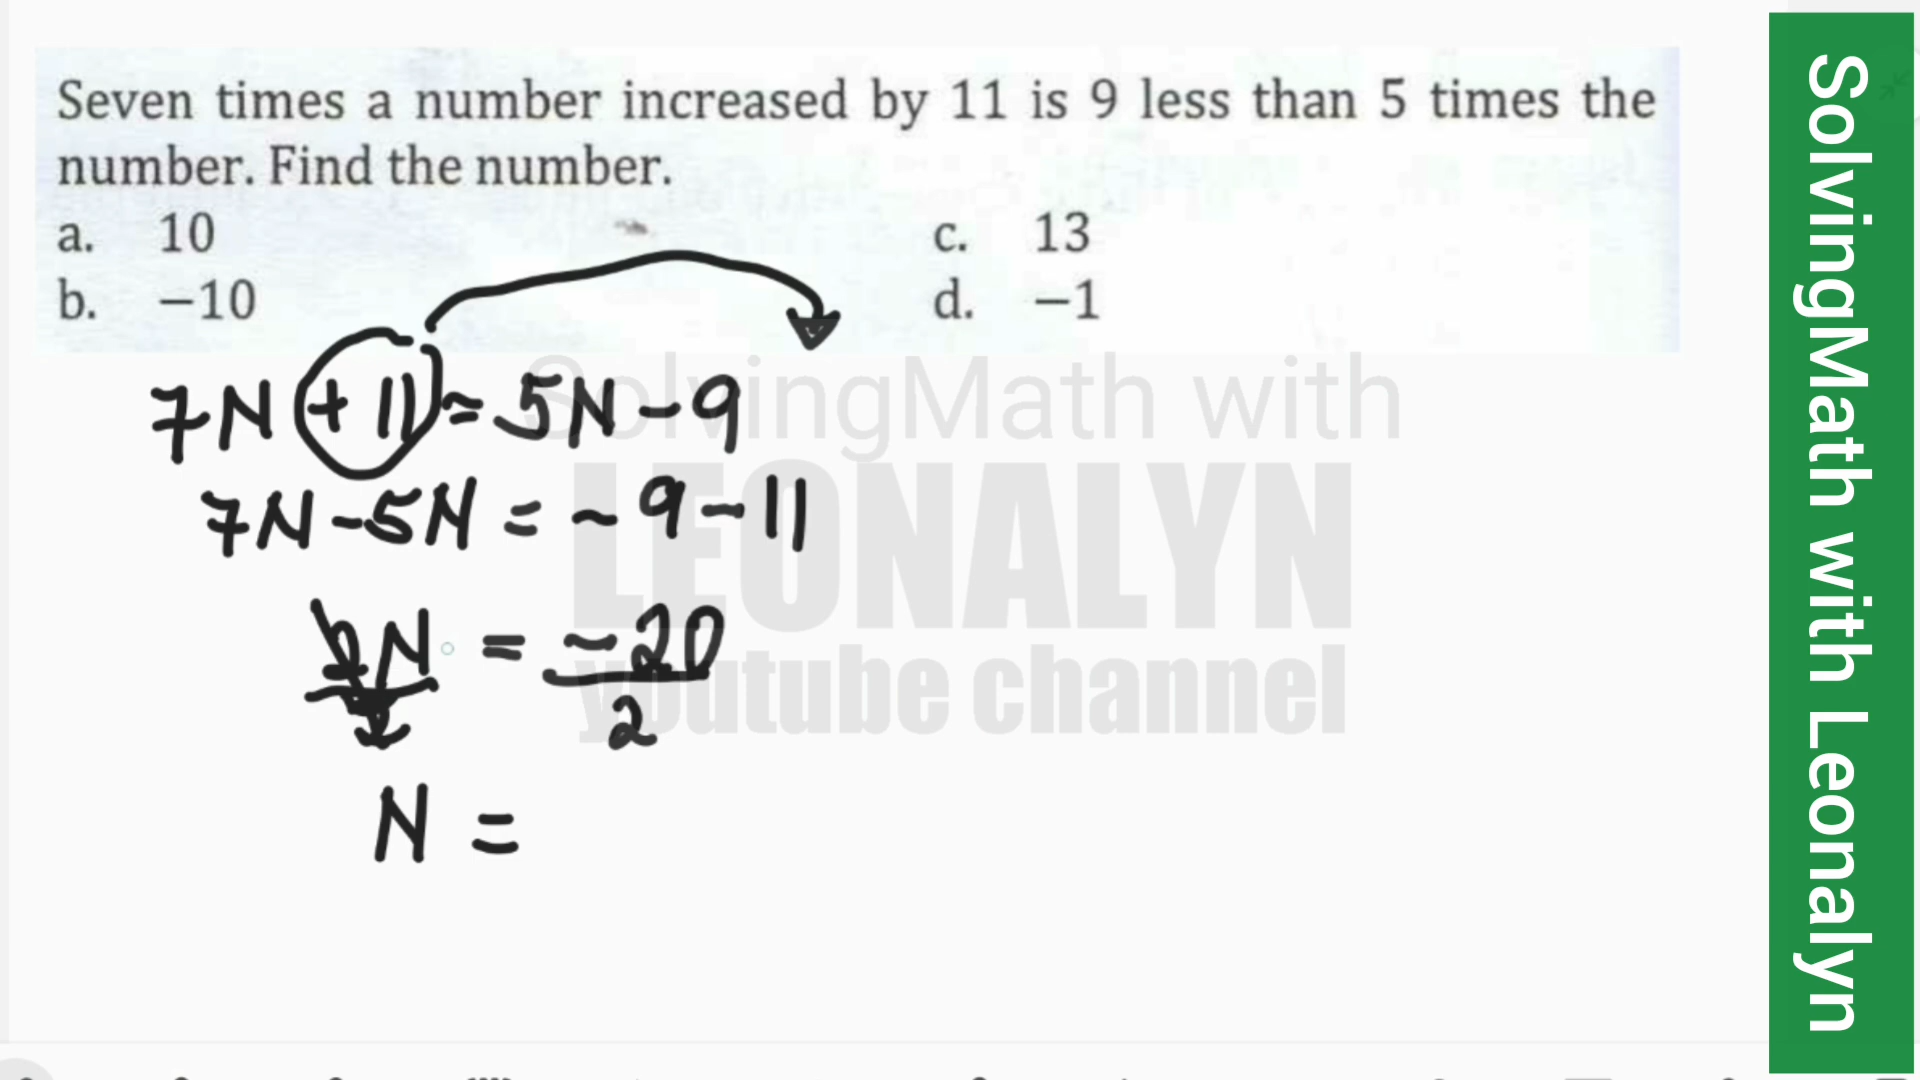 Seven times a number increased by 11 is 9 less than 5 times the
number. Find the number.
a. 10
c. 13
b. −10
d. −1
7N + 11 = 5N - 9
7N - 5N = - 9 - 11
2N = -20
2 2
N =
SolvingMath with
LEONALYN
youtube channel
SolvingMath with Leonalyn